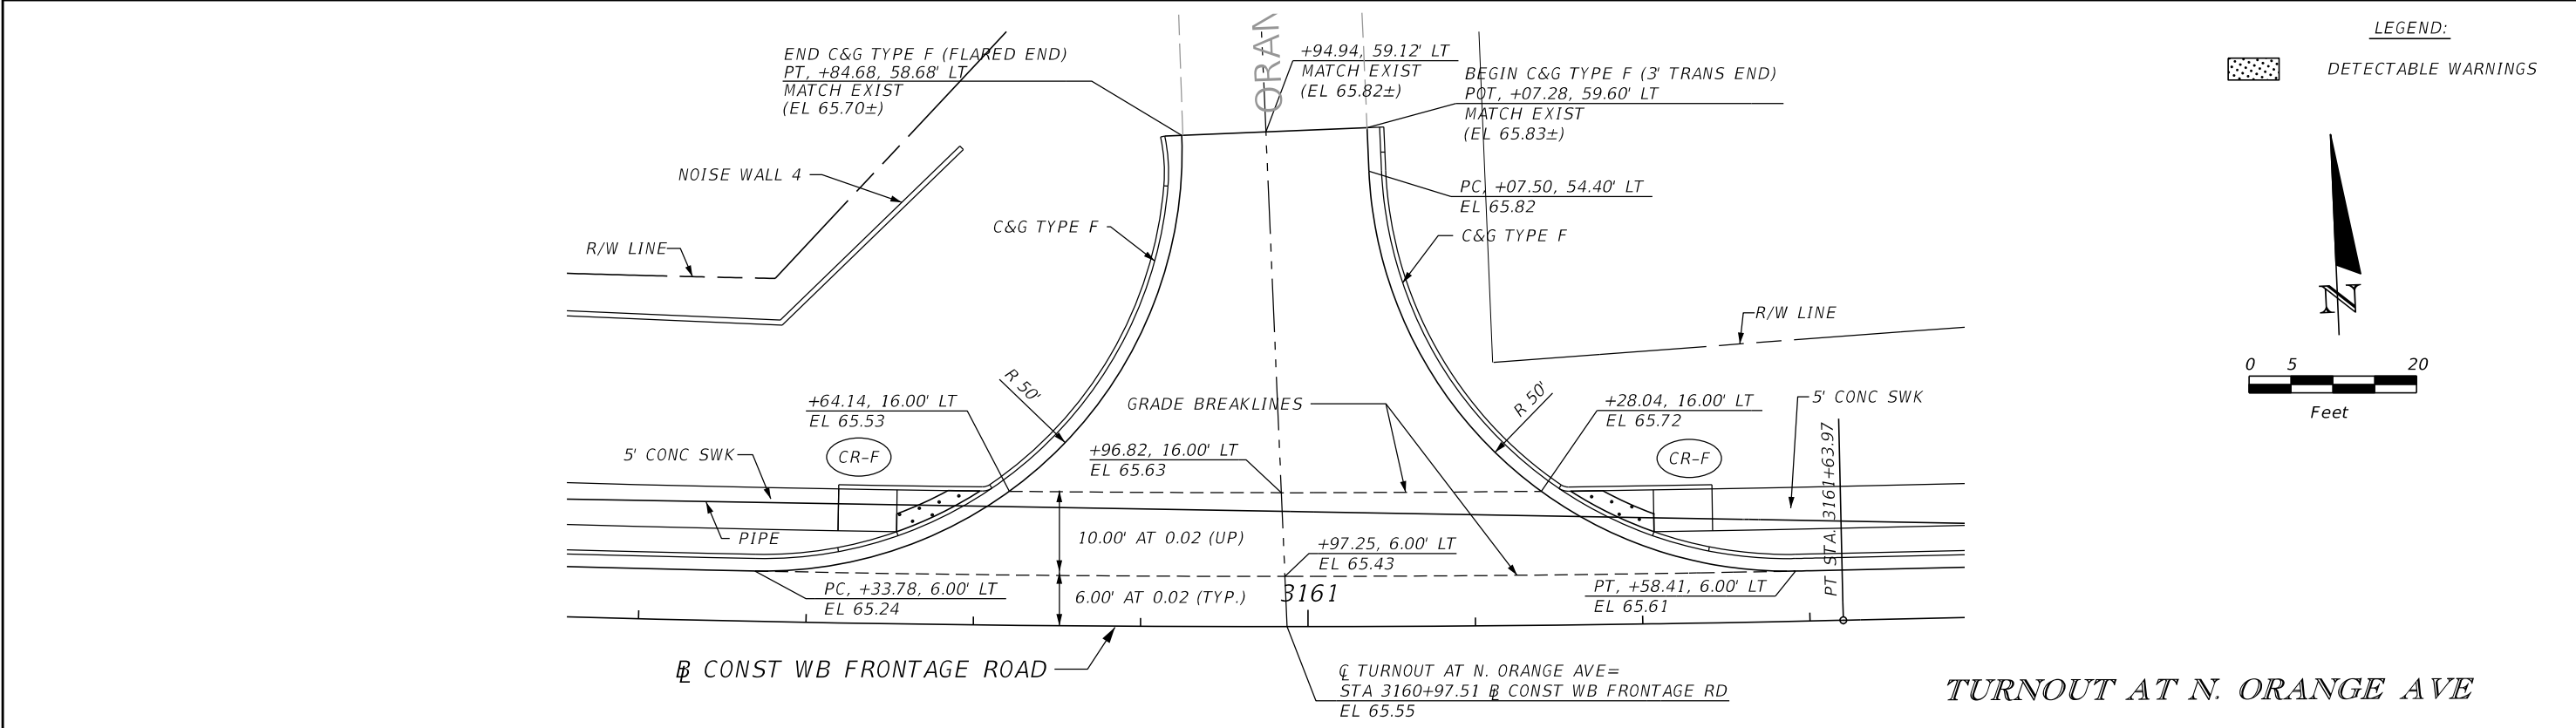 LEGEND:
DETECTABLE WARNINGS
END C&G TYPE F (FLARED END)
PT, +84.68, 58.68' LT
MATCH EXIST
(EL 65.70±)
ORAN
+94.94, 59.12' LT
MATCH EXIST
(EL 65.82±)
BEGIN C&G TYPE F (3' TRANS END)
POT, +07.28, 59.60' LT
MATCH EXIST
(EL 65.83±)
NOISE WALL 4
PC, +07.50, 54.40' LT
EL 65.82
C&G TYPE F
C&G TYPE F
R/W LINE
R/W LINE
N
0 5 20
Feet
R 50'
R 50'
+64.14, 16.00' LT
EL 65.53
GRADE BREAKLINES
+28.04, 16.00' LT
EL 65.72
5' CONC SWK
CR-F
CR-F
5' CONC SWK
+96.82, 16.00' LT
EL 65.63
PT STA. 3161+63.97
PIPE
10.00' AT 0.02 (UP)
+97.25, 6.00' LT
EL 65.43
PC, +33.78, 6.00' LT
EL 65.24
6.00' AT 0.02 (TYP.)
3161
PT, +58.41, 6.00' LT
EL 65.61
BL CONST WB FRONTAGE ROAD
CL TURNOUT AT N. ORANGE AVE=
STA 3160+97.51 BL CONST WB FRONTAGE RD
EL 65.55
TURNOUT AT N. ORANGE AVE